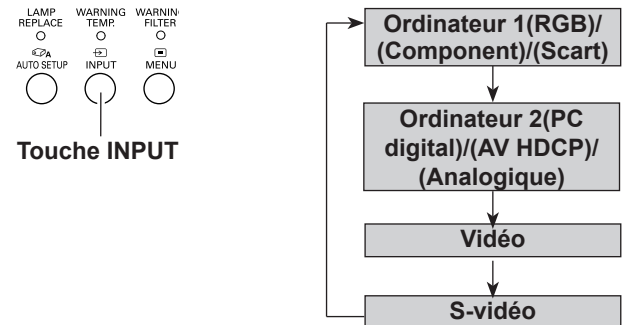 LAMP REPLACE
WARNING TEMP.
WARNIN
FILTER
AUTO SETUP
INPUT
MENU
Touche INPUT
Ordinateur 1(RGB)/
(Component)/(Scart)
Ordinateur 2(PC
digital)/(AV HDCP)/
(Analogique)
Vidéo
S-vidéo